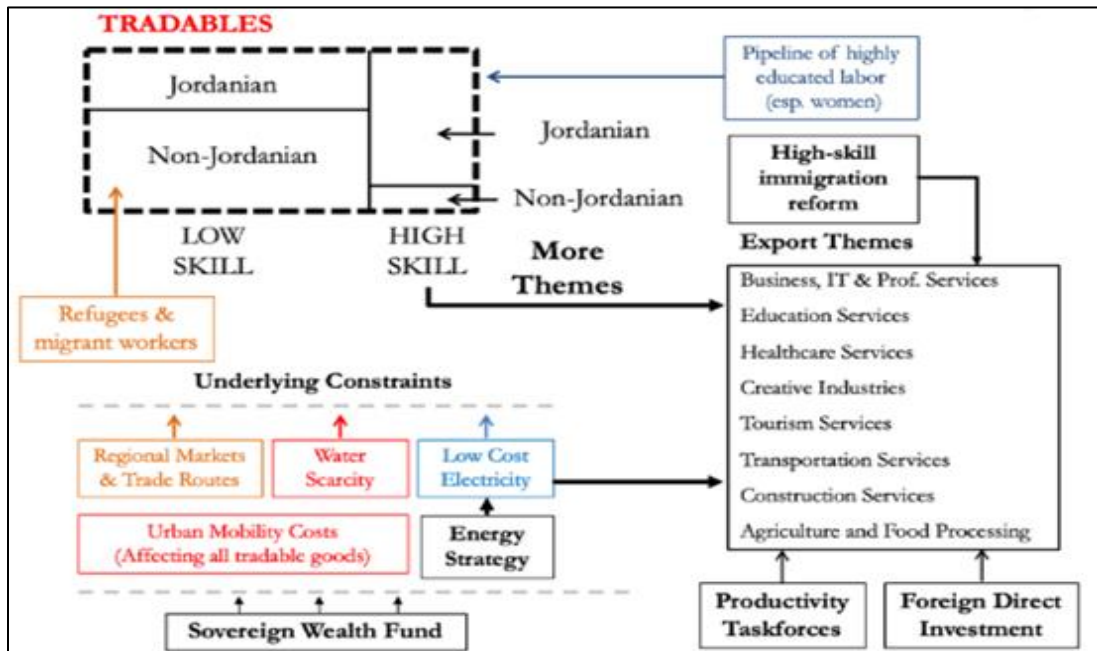 TRADABLES
Jordanian
Non-Jordanian
Pipeline of highly
educated labor
(esp. women)
Jordanian
Non-Jordanian
High-skill
immigration
reform
LOW
SKILL
HIGH
SKILL
More
Themes
Export Themes
Business, IT & Prof. Services
Education Services
Healthcare Services
Creative Industries
Tourism Services
Transportation Services
Construction Services
Agriculture and Food Processing
Refugees &
migrant workers
Underlying Constraints
Regional Markets
& Trade Routes
Water
Scarcity
Low Cost
Electricity
Urban Mobility Costs
(Affecting all tradable goods)
Energy
Strategy
Sovereign Wealth Fund
Productivity
Taskforces
Foreign Direct
Investment